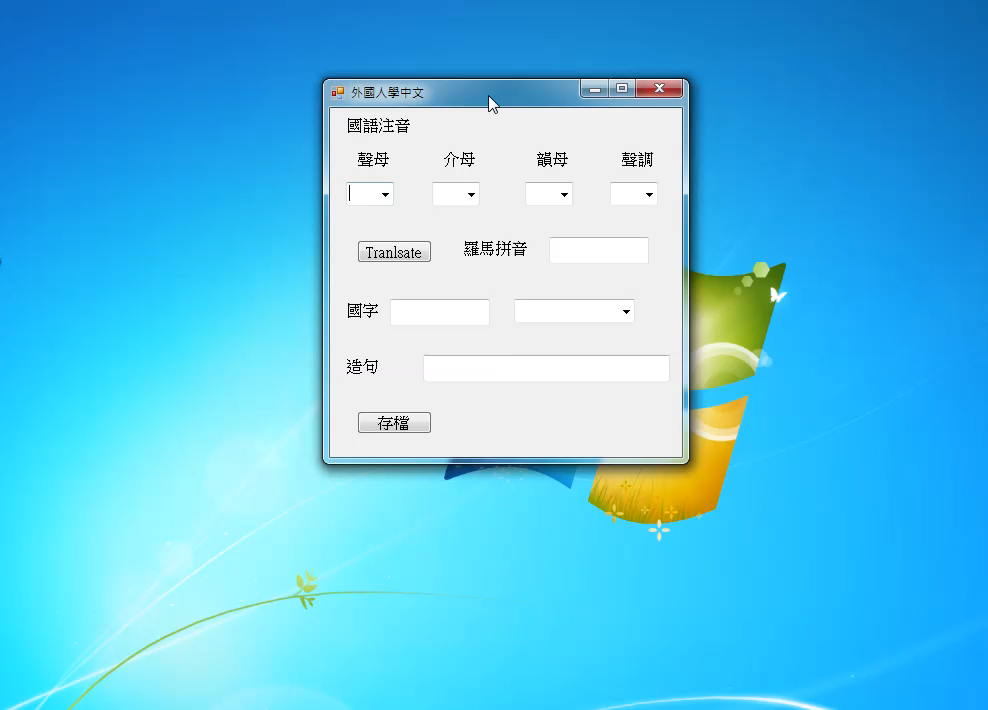 外國人學中文
國語注音
聲母 介母 韻母 聲調
Tranlsate 羅馬拼音
國字
造句
存檔